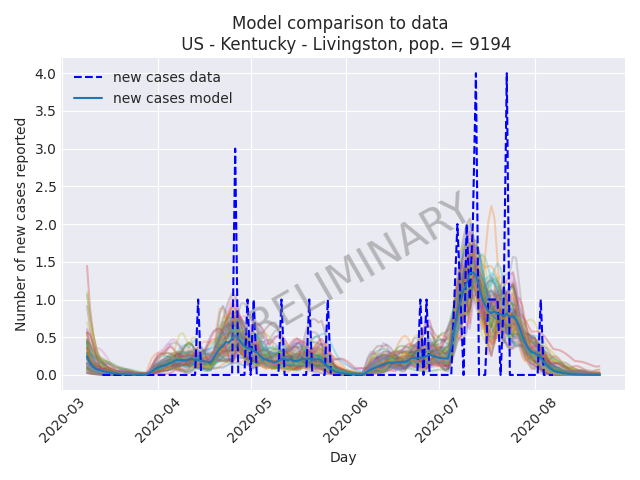 Model comparison to data
US - Kentucky - Livingston, pop. = 9194
new cases data
new cases model
PRELIMINARY
Number of new cases reported
4.0
3.5
3.0
2.5
2.0
1.5
1.0
0.5
0.0
2020-03
2020-04
2020-05
2020-06
2020-07
2020-08
Day